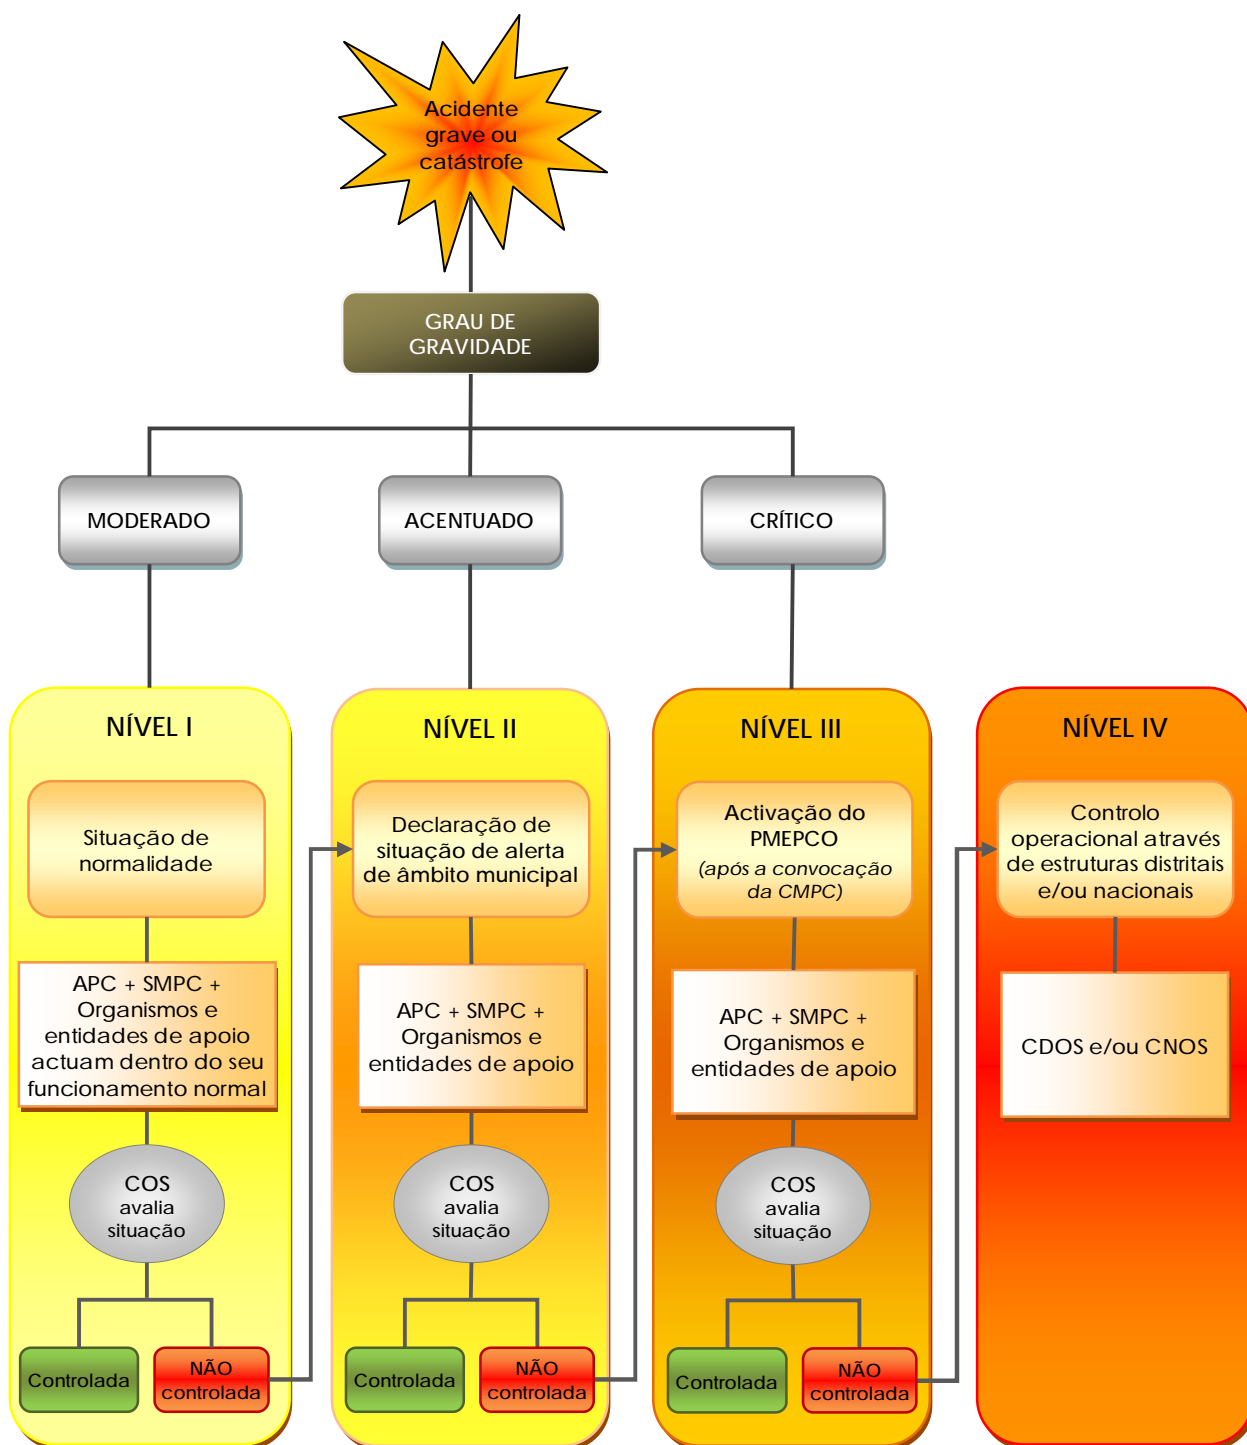 Acidente
grave ou
catástrofe
GRAU DE
GRAVIDADE
MODERADO
ACENTUADO
CRÍTICO
NÍVEL I
Situação de
normalidade
APC + SMPC +
Organismos e
entidades de apoio
actuam dentro do seu
funcionamento normal
COS
avalia
situação
Controlada
NÃO
controlada
NÍVEL II
Declaração de
situação de alerta
de âmbito municipal
APC + SMPC +
Organismos e
entidades de apoio
COS
avalia
situação
Controlada
NÃO
controlada
NÍVEL III
Activação do
PMEPCO
(após a convocação
da CMPC)
APC + SMPC +
Organismos e
entidades de apoio
COS
avalia
situação
Controlada
NÃO
controlada
NÍVEL IV
Controlo
operacional através
de estruturas distritais
e/ou nacionais
CDOS e/ou CNOS